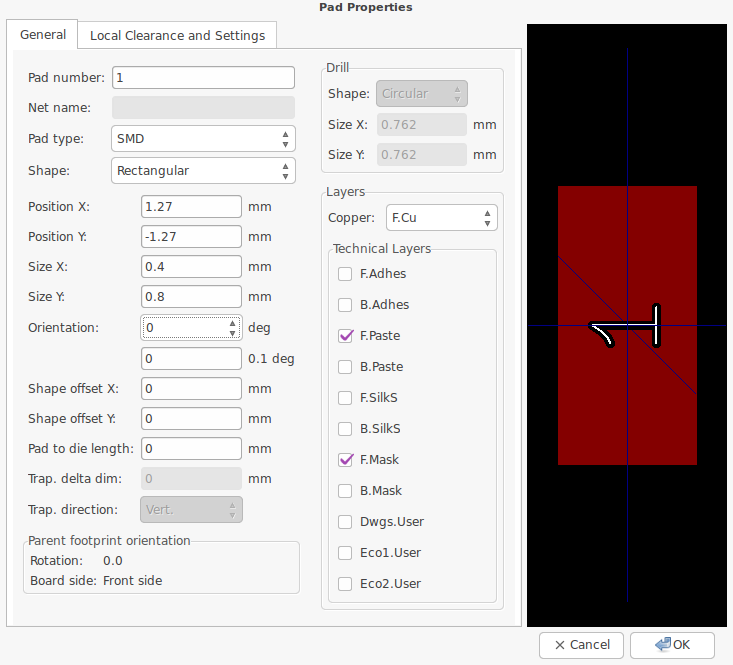 Pad Properties
General
Local Clearance and Settings
Pad number: 1
Net name:
Pad type: SMD
Shape: Rectangular
Position X: 1.27 mm
Position Y: -1.27 mm
Size X: 0.4 mm
Size Y: 0.8 mm
Orientation: 0 deg
0 0.1 deg
Shape offset X: 0 mm
Shape offset Y: 0 mm
Pad to die length: 0 mm
Trap. delta dim: 0 mm
Trap. direction: Vert.
Parent footprint orientation
Rotation: 0.0
Board side: Front side
Drill
Shape: Circular
Size X: 0.762 mm
Size Y: 0.762 mm
Layers
Copper: F.Cu
Technical Layers
F.Adhes
B.Adhes
F.Paste
B.Paste
F.SilkS
B.SilkS
F.Mask
B.Mask
Dwgs.User
Eco1.User
Eco2.User
1
Cancel
OK